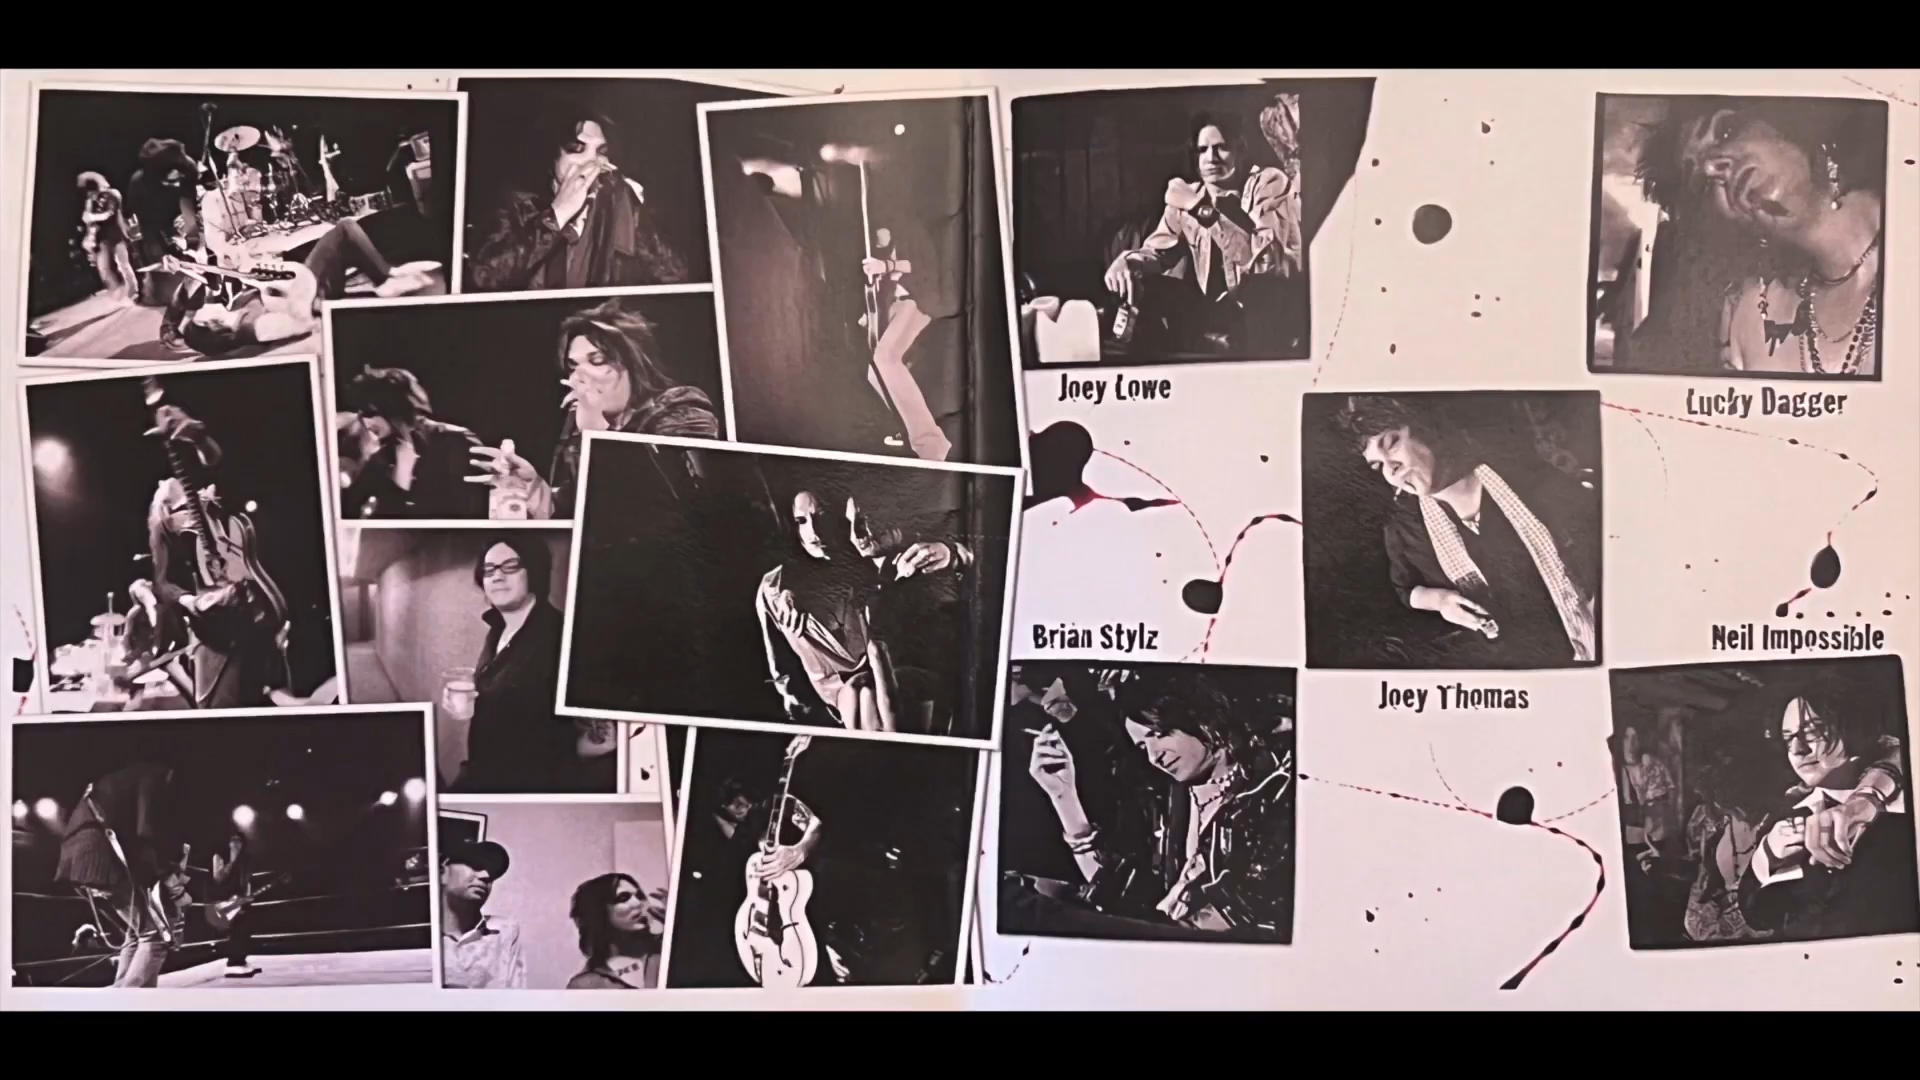 Joey Lowe
Lucky Dagger
Brian Stylz
Neil Impossible
Joey Thomas